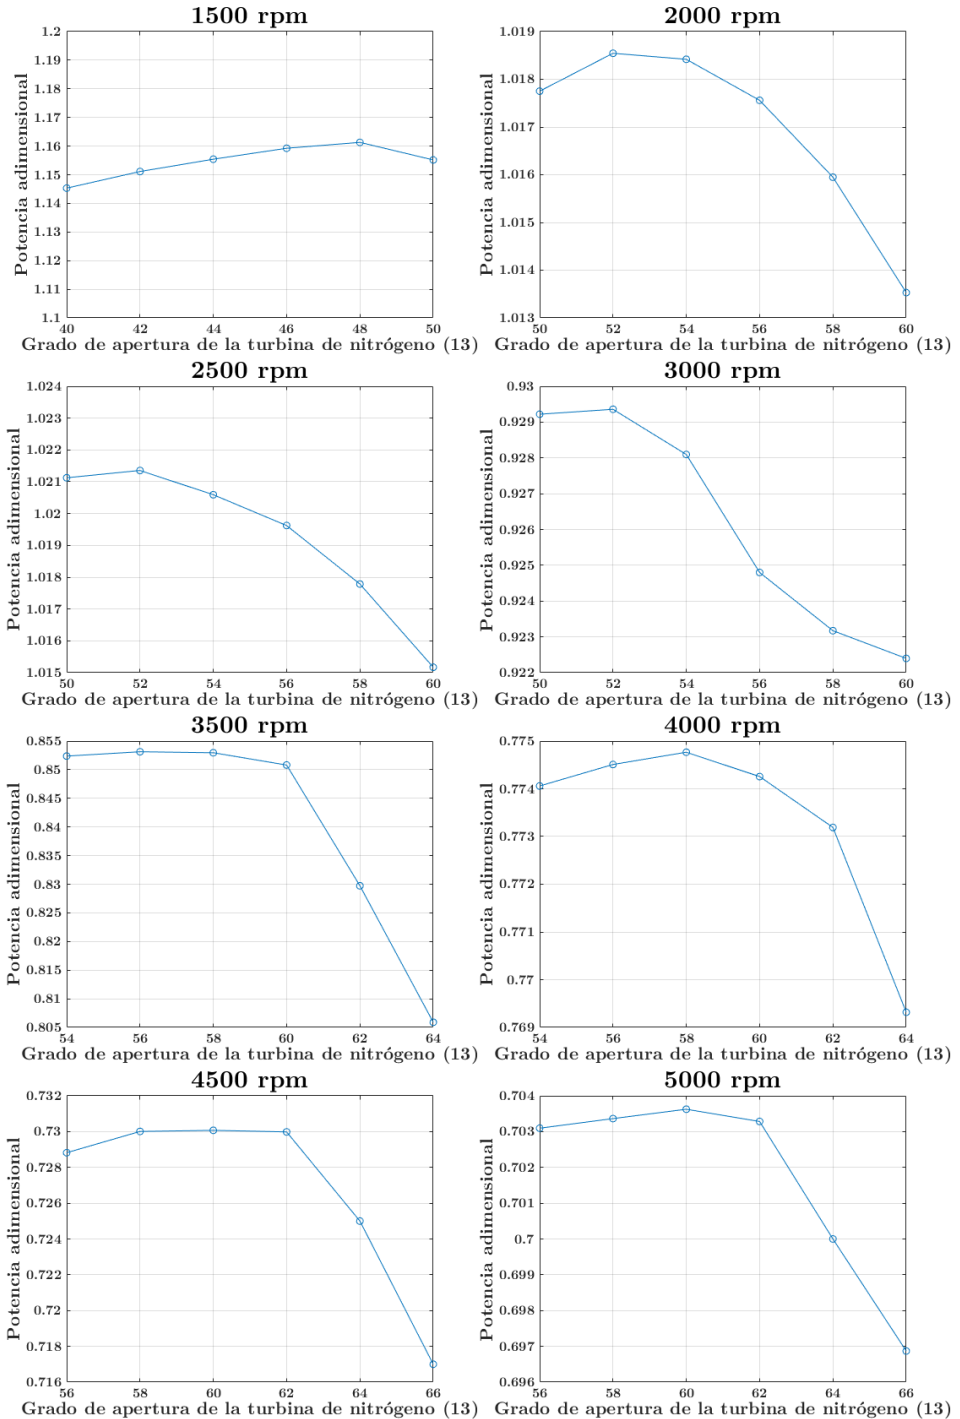 1500 rpm
Potencia adimensional
1.2
1.19
1.18
1.17
1.16
1.15
1.14
1.13
1.12
1.11
1.1
40 42 44 46 48 50
Grado de apertura de la turbina de nitrógeno (13)
2000 rpm
Potencia adimensional
1.019
1.018
1.017
1.016
1.015
1.014
1.013
50 52 54 56 58 60
Grado de apertura de la turbina de nitrógeno (13)
2500 rpm
Potencia adimensional
1.024
1.023
1.022
1.021
1.02
1.019
1.018
1.017
1.016
1.015
50 52 54 56 58 60
Grado de apertura de la turbina de nitrógeno (13)
3000 rpm
Potencia adimensional
0.93
0.929
0.928
0.927
0.926
0.925
0.924
0.923
0.922
50 52 54 56 58 60
Grado de apertura de la turbina de nitrógeno (13)
3500 rpm
Potencia adimensional
0.855
0.85
0.845
0.84
0.835
0.83
0.825
0.82
0.815
0.81
0.805
54 56 58 60 62 64
Grado de apertura de la turbina de nitrógeno (13)
4000 rpm
Potencia adimensional
0.775
0.774
0.773
0.772
0.771
0.77
0.769
54 56 58 60 62 64
Grado de apertura de la turbina de nitrógeno (13)
4500 rpm
Potencia adimensional
0.732
0.73
0.728
0.726
0.724
0.722
0.72
0.718
0.716
56 58 60 62 64 66
Grado de apertura de la turbina de nitrógeno (13)
5000 rpm
Potencia adimensional
0.704
0.703
0.702
0.701
0.7
0.699
0.698
0.697
0.696
56 58 60 62 64 66
Grado de apertura de la turbina de nitrógeno (13)